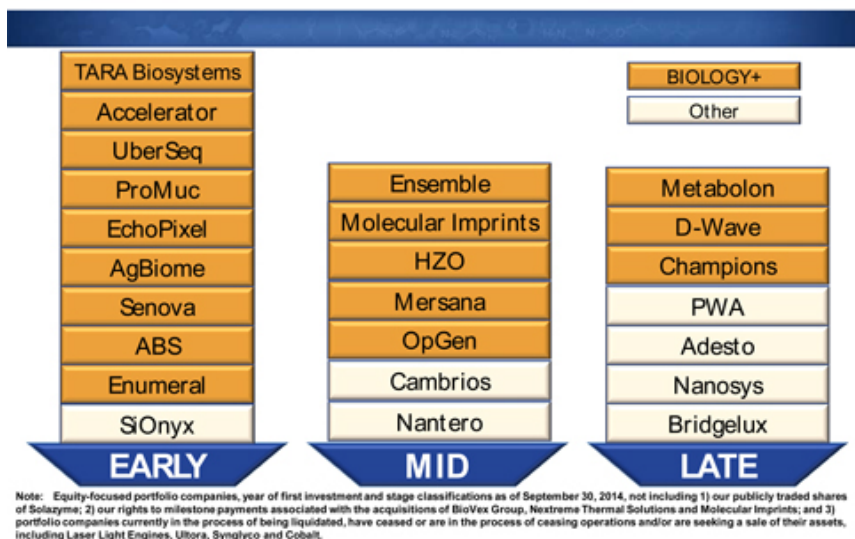 TARA Biosystems
Accelerator
UberSeq
ProMuc
EchoPixel
AgBiome
Senova
ABS
Enumeral
SiOnyx
EARLY
Ensemble
Molecular Imprints
HZO
Mersana
OpGen
Cambrios
Nantero
MID
BIOLOGY+
Other
Metabolon
D-Wave
Champions
PWA
Adesto
Nanosys
Bridgelux
LATE
Note: Equity-focused portfolio companies, year of first investment and stage classifications as of September 30, 2014, not including 1) our publicly traded shares
of Solazyme; 2) our rights to milestone payments associated with the acquisitions of BioVex Group, Nextreme Thermal Solutions and Molecular Imprints; and 3)
portfolio companies currently in the process of being liquidated, have ceased or are in the process of ceasing operations and/or are seeking a sale of their assets,
including Laser Light Engines, Ultora, Synglyco and Cobalt.